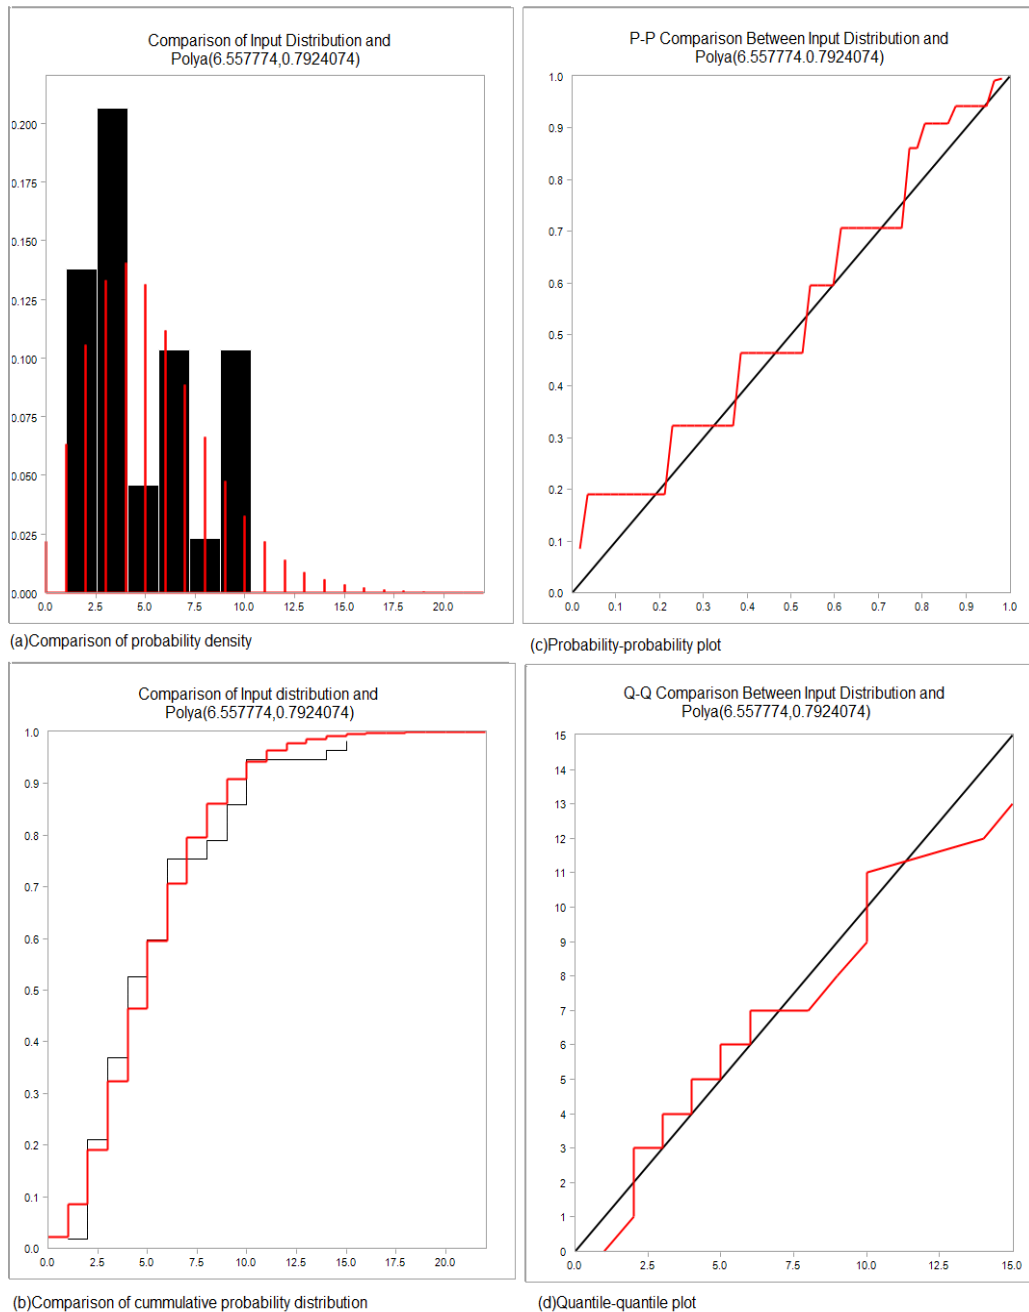 Comparison of Input Distribution and
Polya(6.557774,0.7924074)
0.200
0.175
0.150
0.125
0.100
0.075
0.050
0.025
0.000
0.0 2.5 5.0 7.5 10.0 12.5 15.0 17.5 20.0
(a)Comparison of probability density
P-P Comparison Between Input Distribution and
Polya(6.557774.0.7924074)
1.0
0.9
0.8
0.7
0.6
0.5
0.4
0.3
0.2
0.1
0.0 0.1 0.2 0.3 0.4 0.5 0.6 0.7 0.8 0.9 1.0
(c)Probability-probability plot
Comparison of Input distribution and
Polya(6.557774,0.7924074)
1.0
0.9
0.8
0.7
0.6
0.5
0.4
0.3
0.2
0.1
0.0
0.0 2.5 5.0 7.5 10.0 12.5 15.0 17.5 20.0
(b)Comparison of cummulative probability distribution
Q-Q Comparison Between Input Distribution and
Polya(6.557774,0.7924074)
15
14
13
12
11
10
9
8
7
6
5
4
3
2
1
0
0.0 2.5 5.0 7.5 10.0 12.5 15.0
(d)Quantile-quantile plot